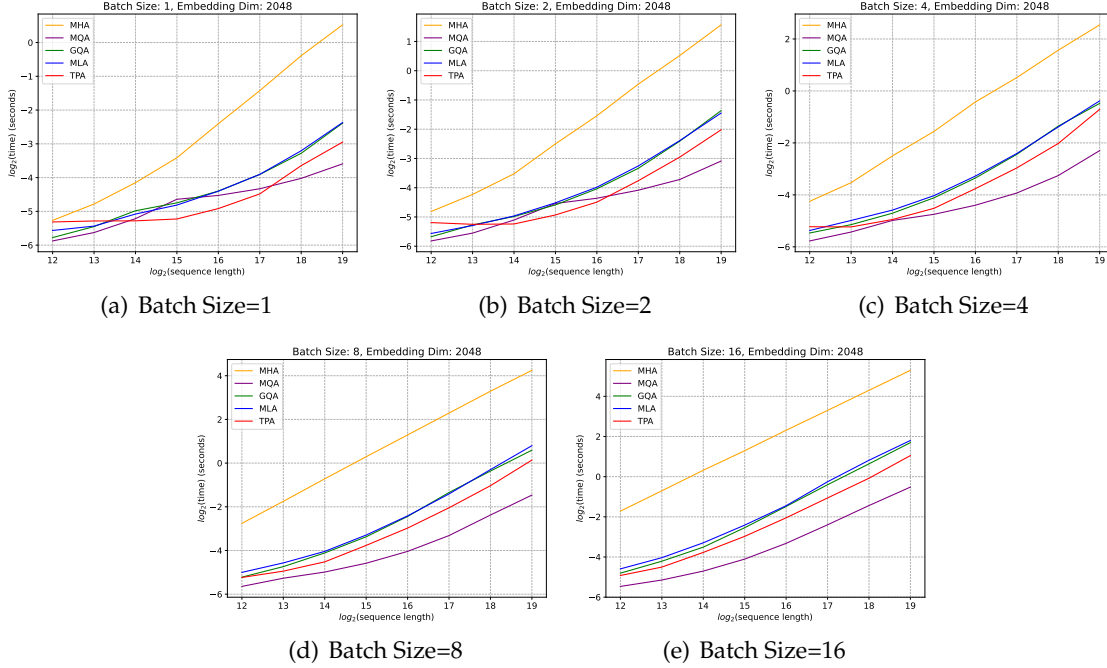 Batch Size: 1, Embedding Dim: 2048
MHA
MQA
GQA
MLA
TPA
log2(time) (seconds)
0
−1
−2
−3
−4
−5
−6
12 13 14 15 16 17 18 19
log2(sequence length)
(a) Batch Size=1
Batch Size: 2, Embedding Dim: 2048
MHA
MQA
GQA
MLA
TPA
log2(time) (seconds)
1
0
−1
−2
−3
−4
−5
−6
12 13 14 15 16 17 18 19
log2(sequence length)
(b) Batch Size=2
Batch Size: 4, Embedding Dim: 2048
MHA
MQA
GQA
MLA
TPA
log2(time) (seconds)
2
0
−2
−4
−6
12 13 14 15 16 17 18 19
log2(sequence length)
(c) Batch Size=4
Batch Size: 8, Embedding Dim: 2048
MHA
MQA
GQA
MLA
TPA
log2(time) (seconds)
4
2
0
−2
−4
−6
12 13 14 15 16 17 18 19
log2(sequence length)
(d) Batch Size=8
Batch Size: 16, Embedding Dim: 2048
MHA
MQA
GQA
MLA
TPA
log2(time) (seconds)
4
2
0
−2
−4
−6
12 13 14 15 16 17 18 19
log2(sequence length)
(e) Batch Size=16